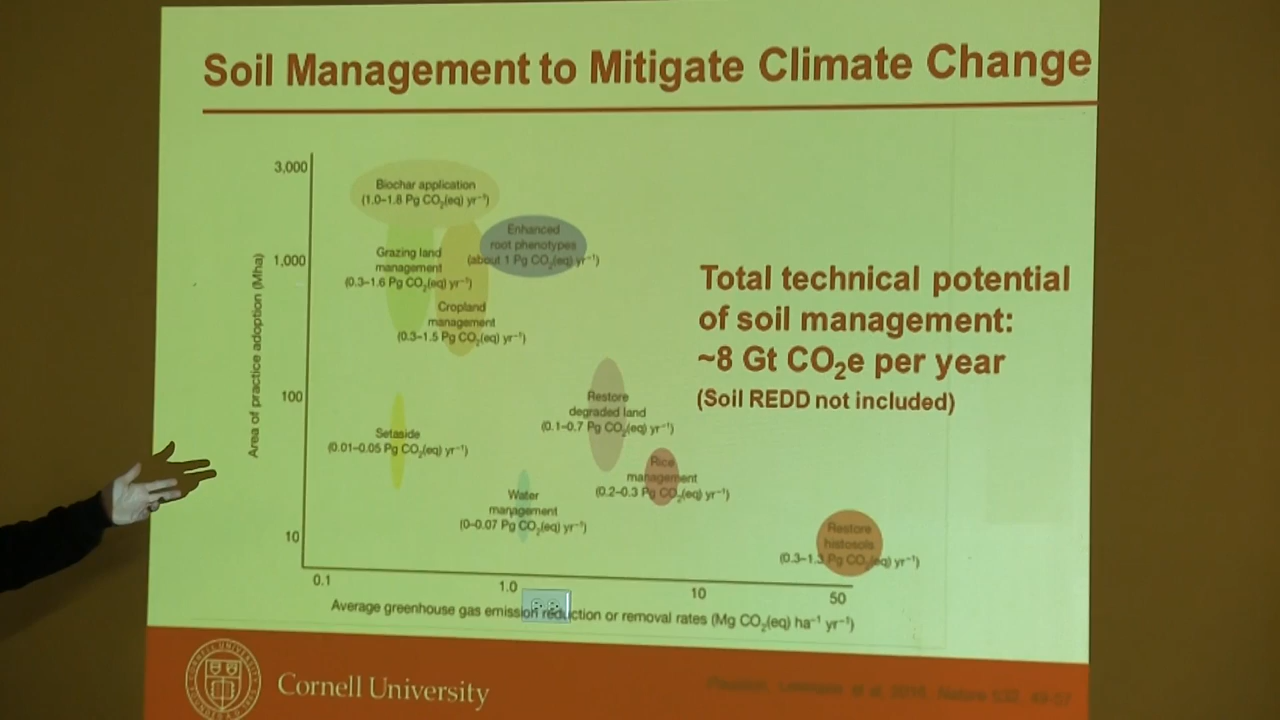 Soil Management to Mitigate Climate Change
3,000
1,000
100
10
Area of practice adoption (Mha)
Biochar application
(1.0–1.8 Pg CO₂(eq) yr⁻¹)
Enhanced
root phenotypes
(about 1 Pg CO₂(eq) yr⁻¹)
Grazing land
management
(0.3–1.6 Pg CO₂(eq) yr⁻¹)
Cropland
management
(0.3–1.5 Pg CO₂(eq) yr⁻¹)
Setaside
(0.01–0.05 Pg CO₂(eq) yr⁻¹)
Restore
degraded land
(0.1–0.7 Pg CO₂(eq) yr⁻¹)
Rice
management
(0.2–0.3 Pg CO₂(eq) yr⁻¹)
Water
management
(0–0.07 Pg CO₂(eq) yr⁻¹)
Restore
histosols
(0.3–1.3 Pg CO₂(eq) yr⁻¹)
0.1
1.0
10
50
Average greenhouse gas emission reduction or removal rates (Mg CO₂(eq) ha⁻¹ yr⁻¹)
Total technical potential
of soil management:
~8 Gt CO₂e per year
(Soil REDD not included)
Cornell University
et al 2016, Nature 532, 49-57